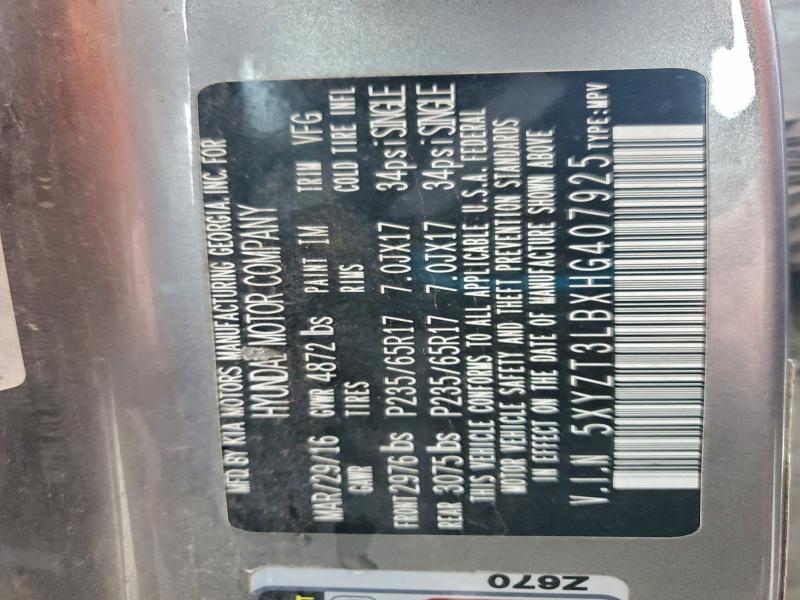 MFD BY KIA MOTORS MANUFACTURING GEORGIA, INC. FOR
HYUNDAI MOTOR COMPANY
MAR/29/16 GVWR 4872 lbs PAINT IM TRIM VFG
GAWR TIRES RIMS COLD TIRE INFL
FRONT 2976 lbs P235/65R17 7.0JX17 34psi SINGLE
REAR 3075 lbs P235/65R17 7.0JX17 34psi SINGLE
THIS VEHICLE CONFORMS TO ALL APPLICABLE U.S.A. FEDERAL
MOTOR VEHICLE SAFETY AND THEFT PREVENTION STANDARDS
IN EFFECT ON THE DATE OF MANUFACTURE SHOWN ABOVE
V.I.N 5XYZT3LBXHG407925 TYPE:MPV
Z670